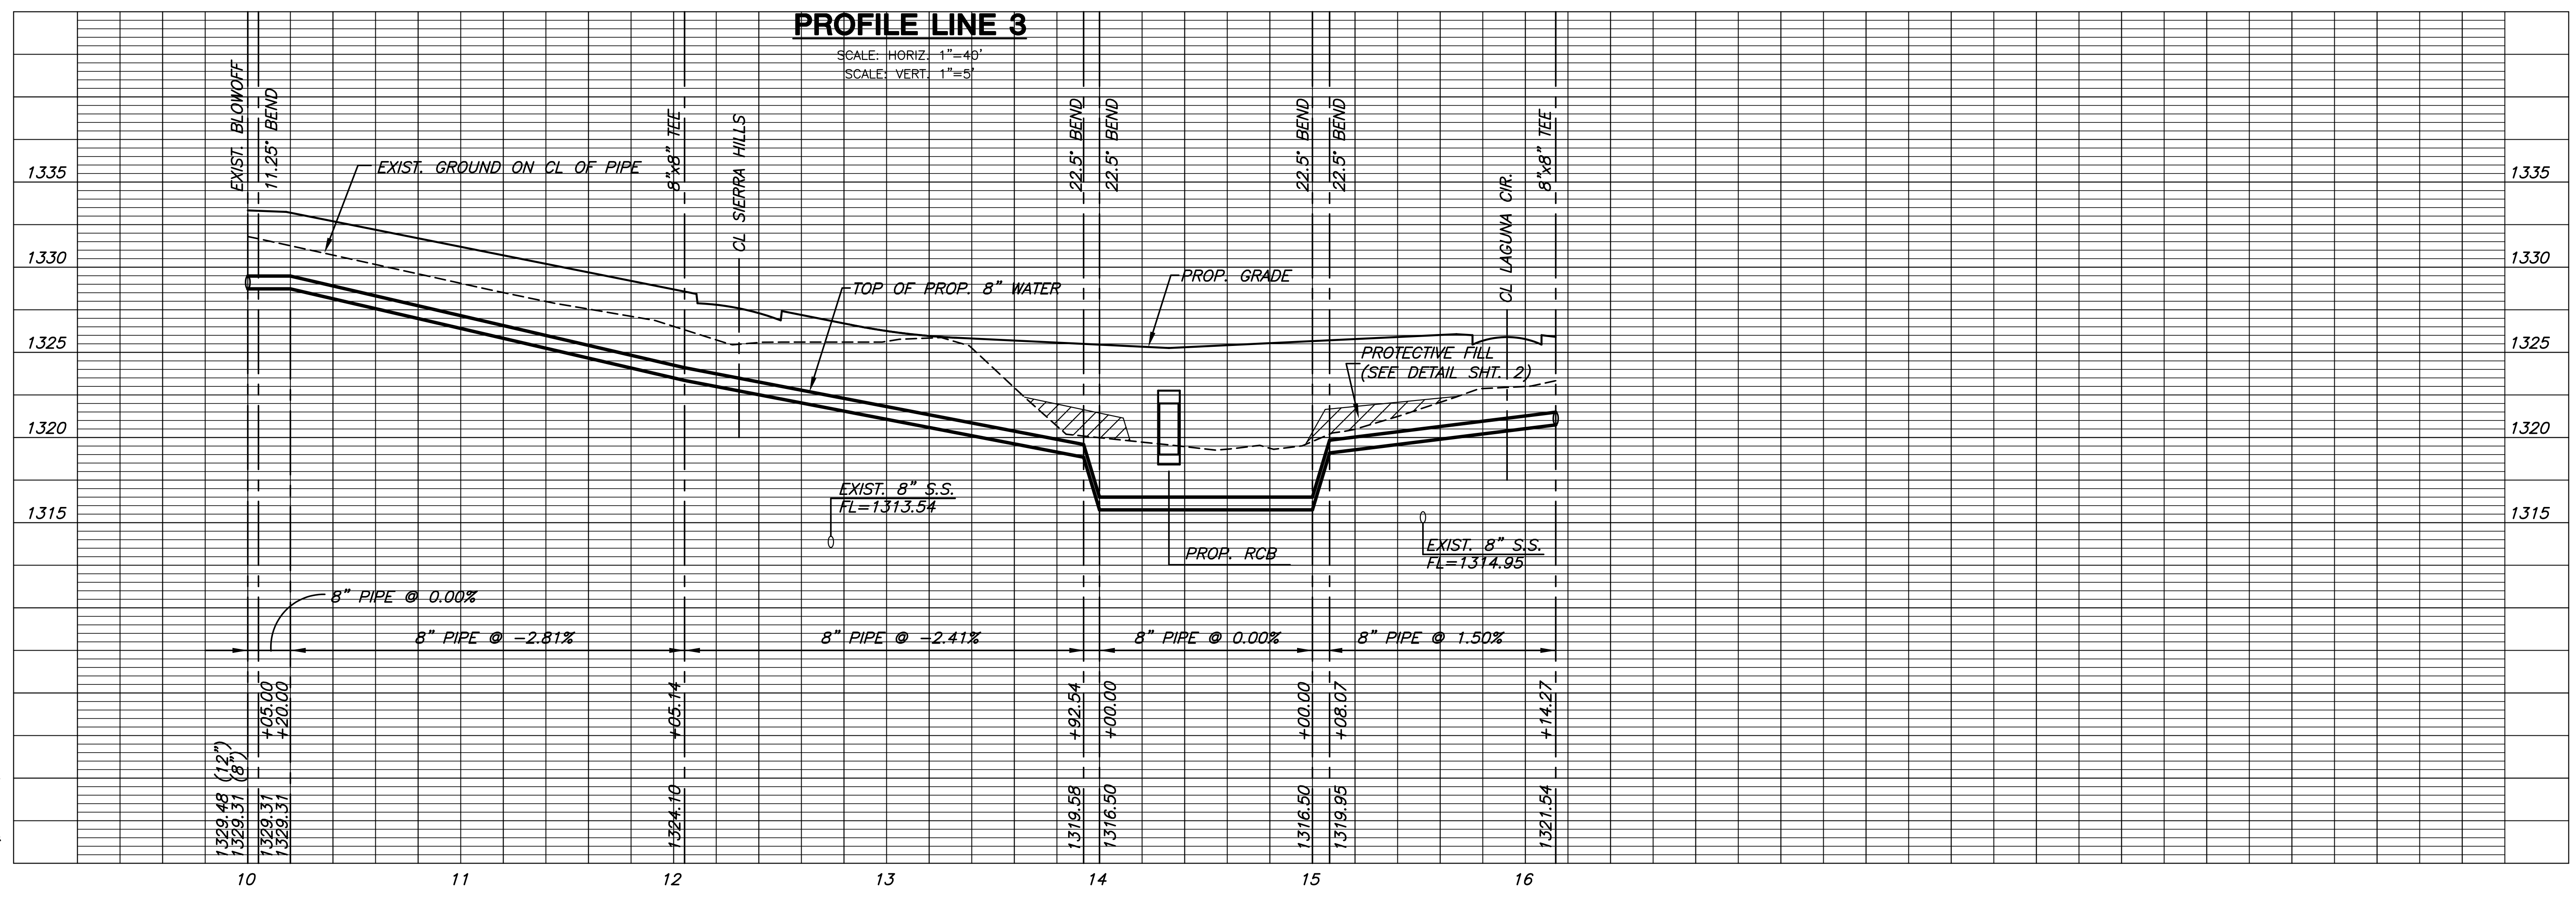 PROFILE LINE 3
SCALE: HORIZ. 1"=40'
SCALE: VERT. 1"=5'
EXIST. BLOWOFF
11.25° BEND
8"x8" TEE
CL SIERRA HILLS
22.5° BEND
22.5° BEND
22.5° BEND
22.5° BEND
CL LAGUNA CIR.
8"x8" TEE
EXIST. GROUND ON CL OF PIPE
1335
1335
1330
1330
TOP OF PROP. 8" WATER
PROP. GRADE
1325
1325
PROTECTIVE FILL
(SEE DETAIL SHT. 2)
1320
1320
EXIST. 8" S.S.
FL=1313.54
1315
1315
PROP. RCB
EXIST. 8" S.S.
FL=1314.95
8" PIPE @ 0.00%
8" PIPE @ -2.81%
8" PIPE @ -2.41%
8" PIPE @ 0.00%
8" PIPE @ 1.50%
+05.00
+20.00
+05.14
+92.54
+00.00
+00.00
+08.07
+14.27
1329.48 (12")
1329.31 (8")
1329.31
1329.31
1324.10
1319.58
1316.50
1316.50
1319.95
1321.54
10
11
12
13
14
15
16